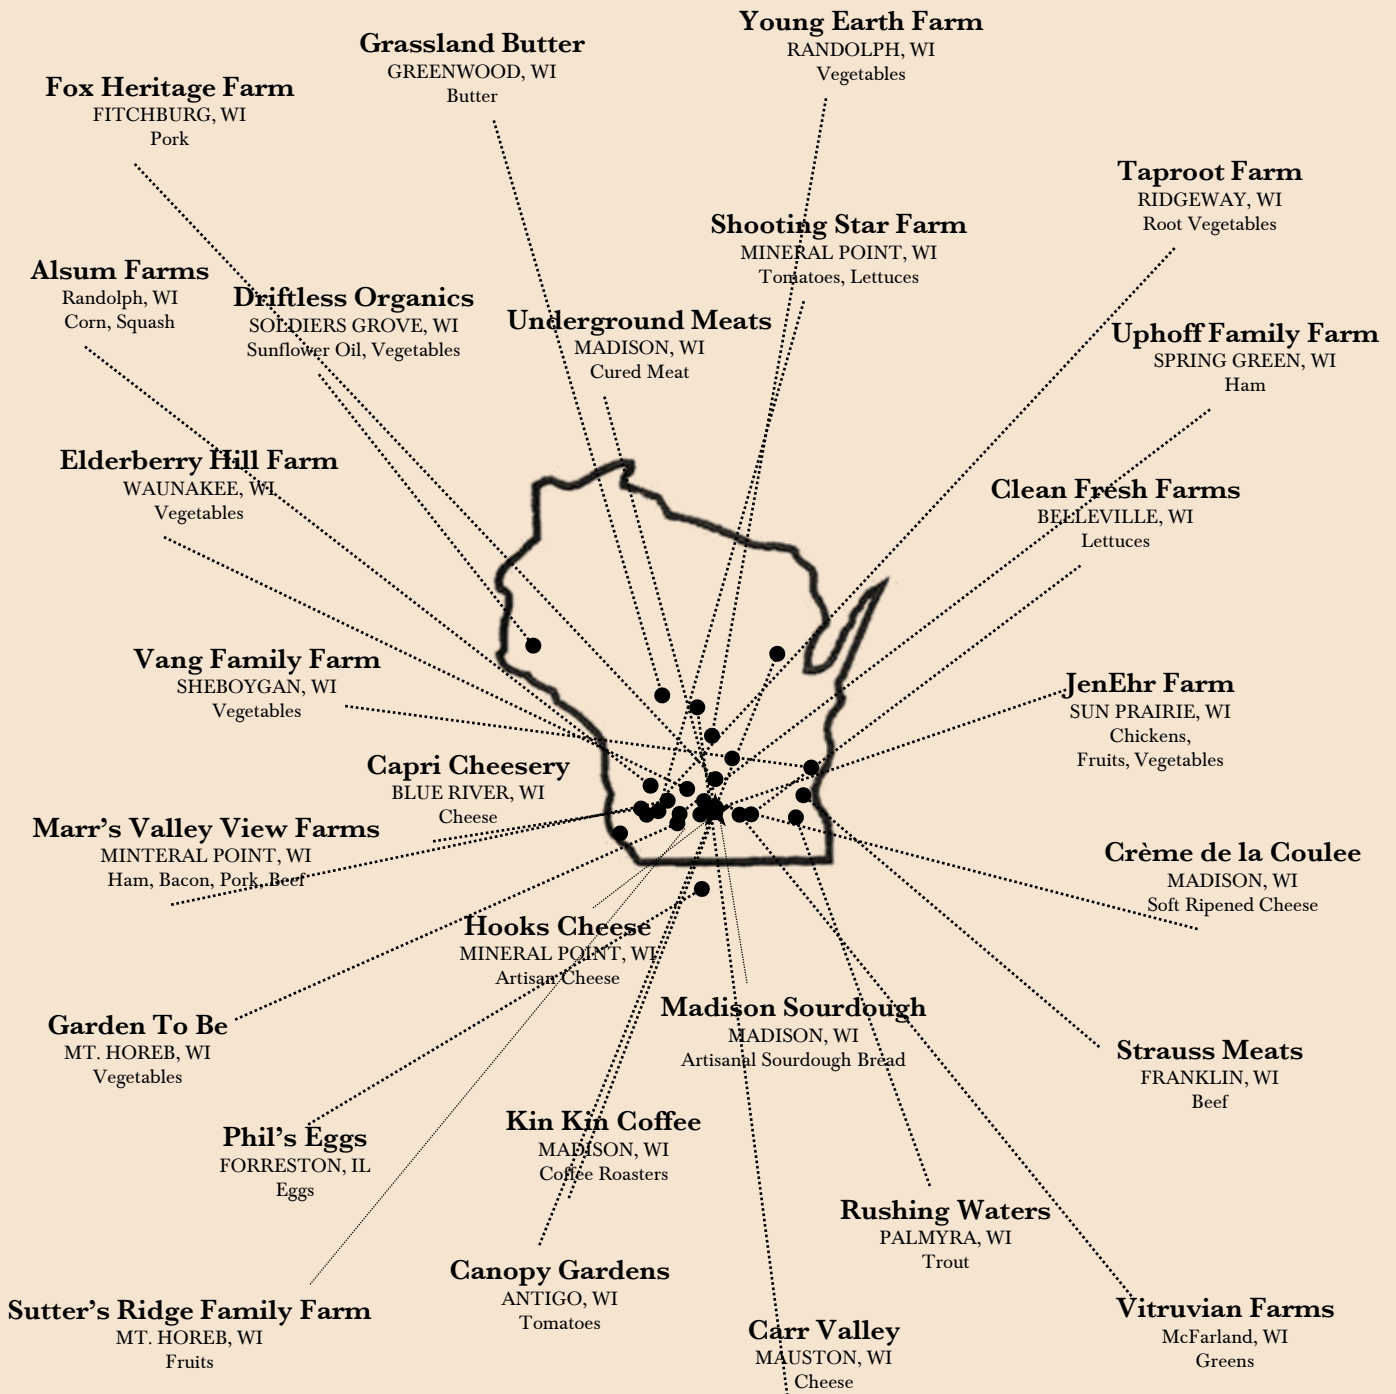 Young Earth Farm
RANDOLPH, WI
Vegetables
Grassland Butter
GREENWOOD, WI
Butter
Fox Heritage Farm
FITCHBURG, WI
Pork
Taproot Farm
RIDGEWAY, WI
Root Vegetables
Shooting Star Farm
MINERAL POINT, WI
Tomatoes, Lettuces
Alsum Farms
Randolph, WI
Corn, Squash
Driftless Organics
SOLDIERS GROVE, WI
Sunflower Oil, Vegetables
Underground Meats
MADISON, WI
Cured Meat
Uphoff Family Farm
SPRING GREEN, WI
Ham
Elderberry Hill Farm
WAUNAKEE, WI
Vegetables
Clean Fresh Farms
BELLEVILLE, WI
Lettuces
Vang Family Farm
SHEBOYGAN, WI
Vegetables
JenEhr Farm
SUN PRAIRIE, WI
Chickens,
Fruits, Vegetables
Capri Cheesery
BLUE RIVER, WI
Cheese
Marr's Valley View Farms
MINTERAL POINT, WI
Ham, Bacon, Pork, Beef
Crème de la Coulee
MADISON, WI
Soft Ripened Cheese
Hooks Cheese
MINERAL POINT, WI
Artisan Cheese
Madison Sourdough
MADISON, WI
Artisanal Sourdough Bread
Garden To Be
MT. HOREB, WI
Vegetables
Strauss Meats
FRANKLIN, WI
Beef
Kin Kin Coffee
MADISON, WI
Coffee Roasters
Phil's Eggs
FORRESTON, IL
Eggs
Rushing Waters
PALMYRA, WI
Trout
Canopy Gardens
ANTIGO, WI
Tomatoes
Sutter's Ridge Family Farm
MT. HOREB, WI
Fruits
Carr Valley
MAUSTON, WI
Cheese
Vitruvian Farms
McFarland, WI
Greens